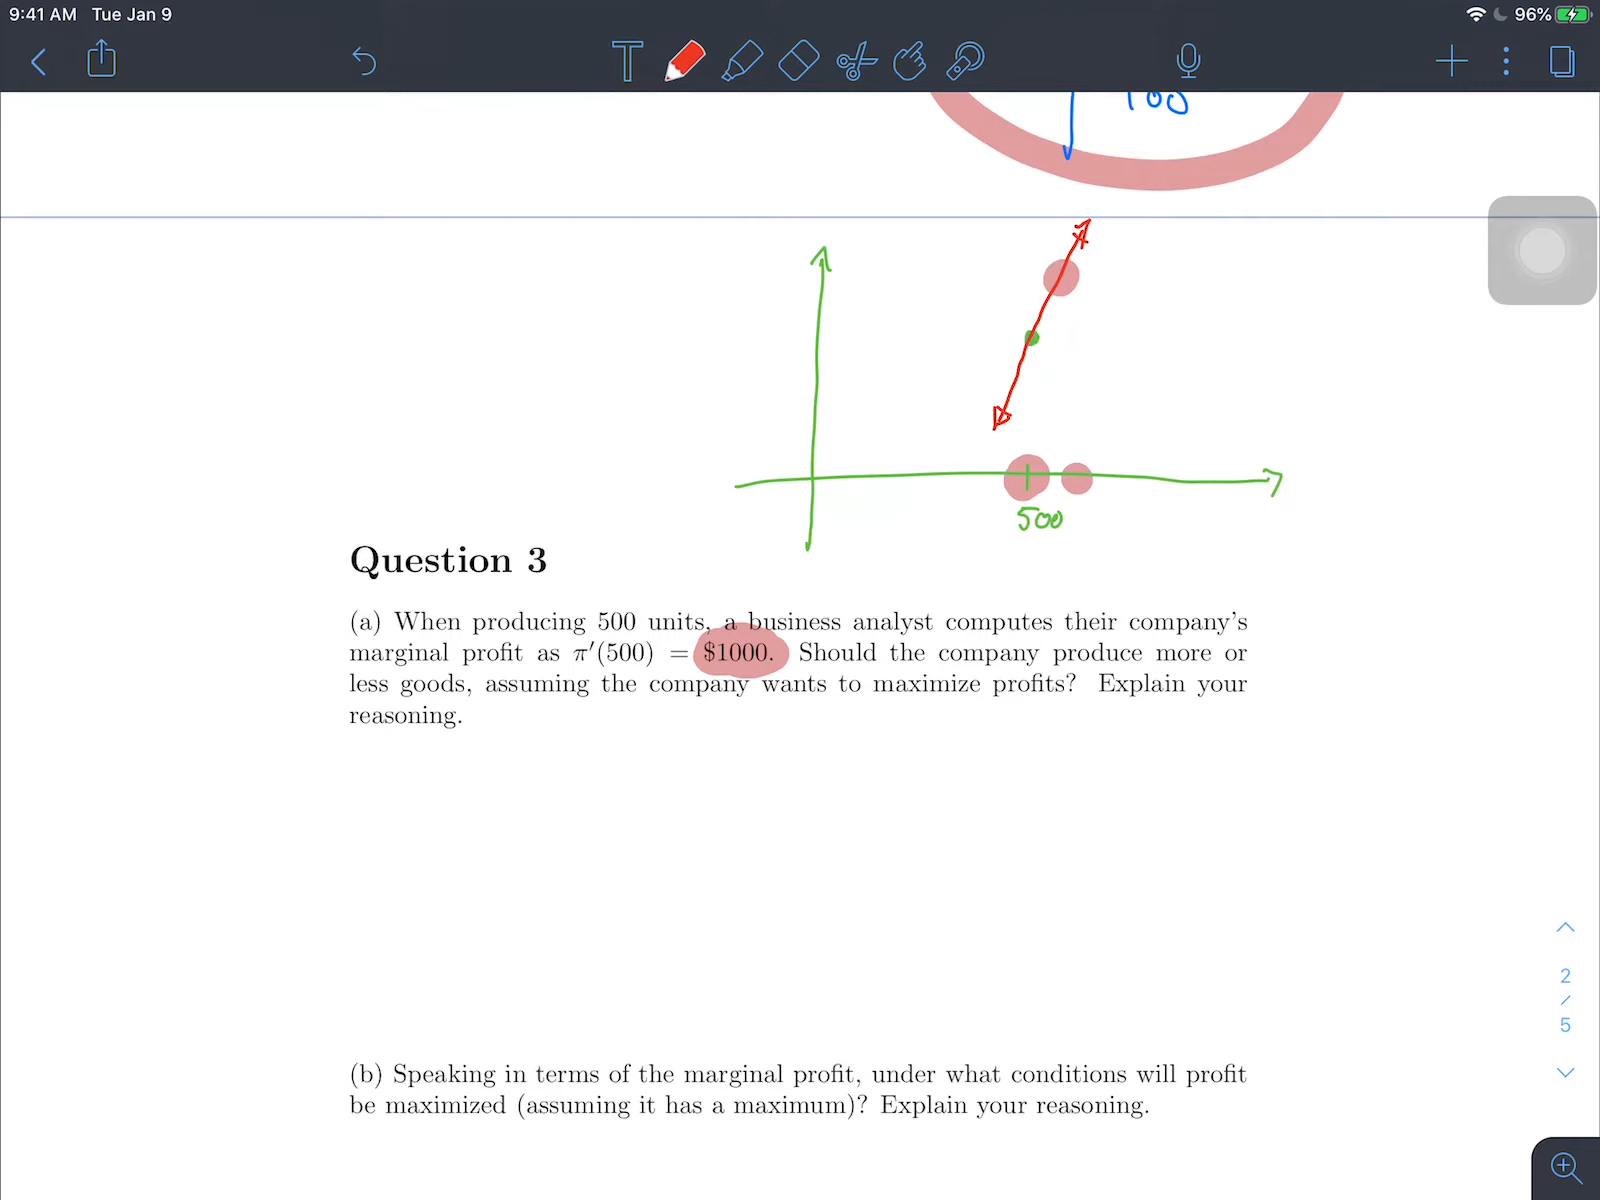 9:41 AM Tue Jan 9
96%
T
100
500
Question 3
(a) When producing 500 units, a business analyst computes their company's
marginal profit as π′(500) = $1000. Should the company produce more or
less goods, assuming the company wants to maximize profits? Explain your
reasoning.
2
/
5
(b) Speaking in terms of the marginal profit, under what conditions will profit
be maximized (assuming it has a maximum)? Explain your reasoning.